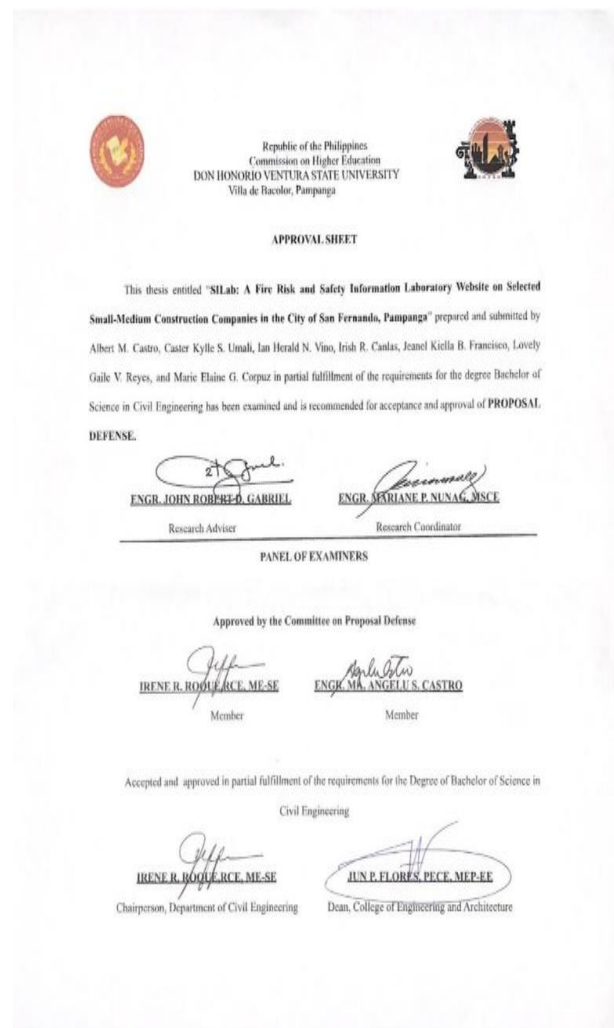 Republic of the Philippines
Commission on Higher Education
DON HONORIO VENTURA STATE UNIVERSITY
Villa de Bacolor, Pampanga
APPROVAL SHEET
This thesis entitled "SILab: A Fire Risk and Safety Information Laboratory Website on Selected
Small-Medium Construction Companies in the City of San Fernando, Pampanga" prepared and submitted by
Albert M. Castro, Caster Kylle S. Umali, Ian Herald N. Vino, Irish R. Canlas, Jeanel Kiella B. Francisco, Lovely
Gaile V. Reyes, and Marie Elaine G. Corpuz in partial fulfillment of the requirements for the degree Bachelor of
Science in Civil Engineering has been examined and is recommended for acceptance and approval of PROPOSAL
DEFENSE.
ENGR. JOHN ROBERT D. GABRIEL ENGR. MARIANE P. NUNAG, MSCE
Research Adviser Research Coordinator
PANEL OF EXAMINERS
Approved by the Committee on Proposal Defense
IRENE R. ROQUE, RCE, ME-SE ENGR. MA. ANGELU S. CASTRO
Member Member
Accepted and approved in partial fulfillment of the requirements for the Degree of Bachelor of Science in
Civil Engineering
IRENE R. ROQUE, RCE, ME-SE JUN P. FLORES, PECE, MEP-EE
Chairperson, Department of Civil Engineering Dean, College of Engineering and Architecture